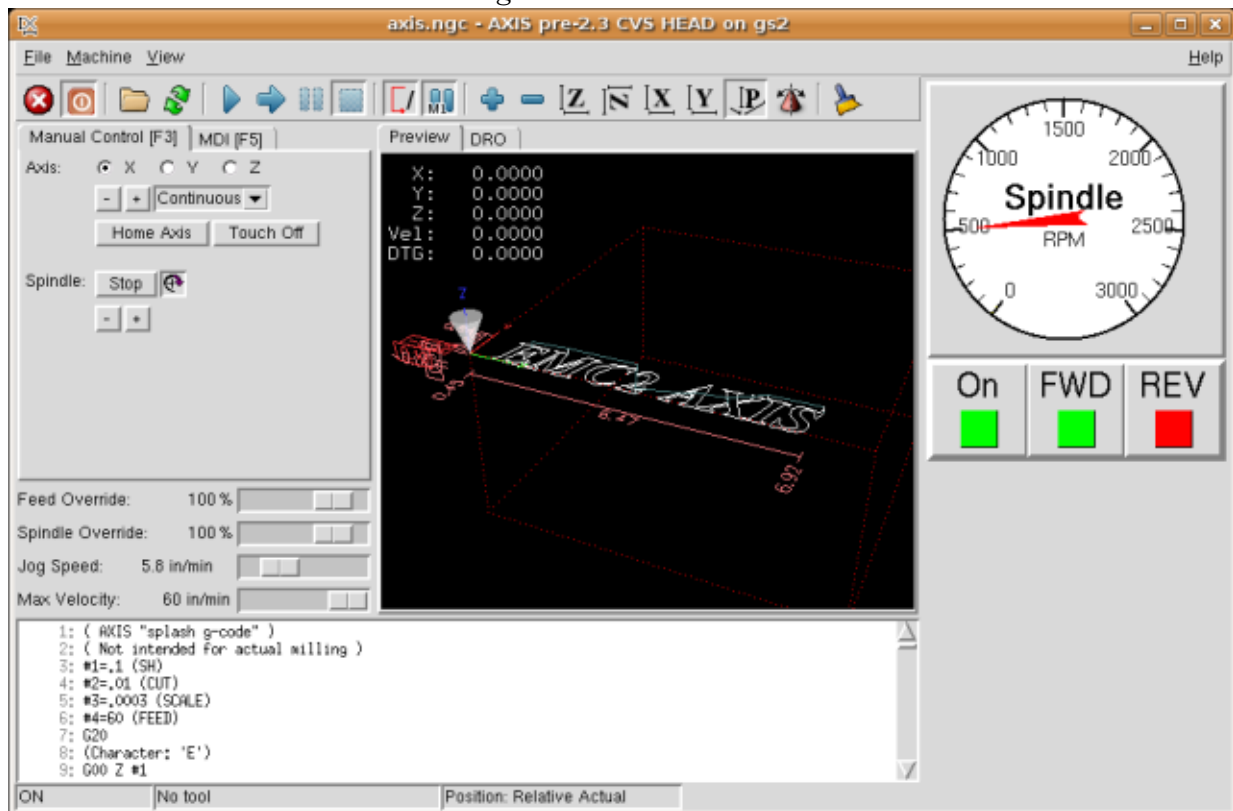 axis.ngc - AXIS pre-2.3 CVS HEAD on gs2
File Machine View Help
M1 Z N X Y P
Manual Control [F3] MDI [F5]
Axis: X Y Z
- + Continuous
Home Axis Touch Off
Spindle: Stop
- +
Feed Override: 100 %
Spindle Override: 100 %
Jog Speed: 5.8 in/min
Max Velocity: 60 in/min
Preview DRO
X: 0.0000
Y: 0.0000
Z: 0.0000
Vel: 0.0000
DTG: 0.0000
Z
EMC2 AXIS
0.45
6.47
6.92
0 500 1000 1500 2000 2500 3000
Spindle
RPM
On FWD REV
1: ( AXIS "splash g-code" )
2: ( Not intended for actual milling )
3: #1=.1 (SH)
4: #2=.01 (CUT)
5: #3=.0003 (SCALE)
6: #4=60 (FEED)
7: G20
8: (Character: 'E')
9: G00 Z #1
ON No tool Position: Relative Actual